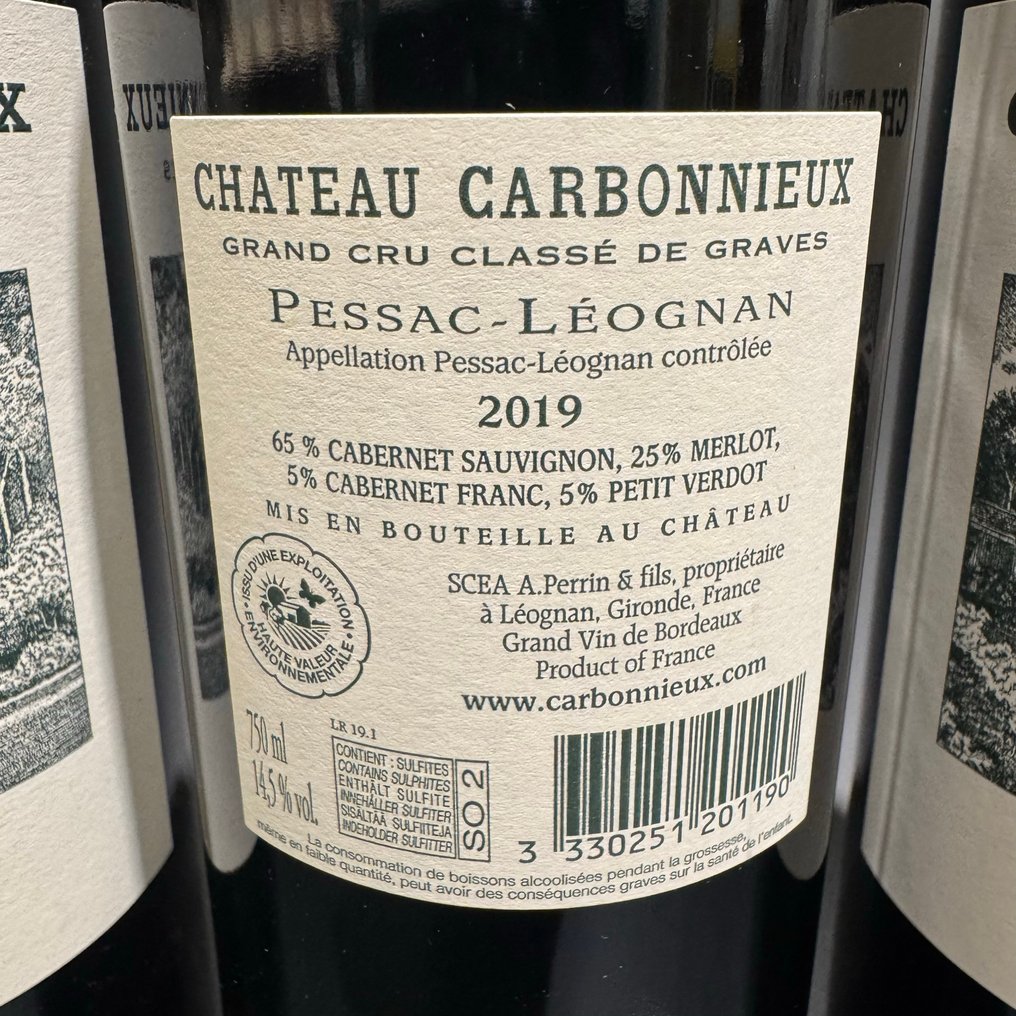 CHATEAU CARBONNIEUX
GRAND CRU CLASSÉ DE GRAVES
PESSAC-LÉOGNAN
Appellation Pessac-Léognan contrôlée
2019
65 % CABERNET SAUVIGNON, 25% MERLOT,
5% CABERNET FRANC, 5% PETIT VERDOT
MIS EN BOUTEILLE AU CHÂTEAU
ISSU D'UNE EXPLOITATION
HAUTE VALEUR
ENVIRONNEMENTALE
SCEA A.Perrin & fils, propriétaire
à Léognan, Gironde, France
Grand Vin de Bordeaux
Product of France
www.carbonnieux.com
750 ml
14,5 % vol.
LR 19.1
CONTIENT : SULFITES
CONTAINS SULPHITES
ENTHÄLT SULFITE
INNEHÅLLER SULFITER
SISÄLTÄÄ SULFIITEJA
INDEHOLDER SULFITTER
SO 2
3 330251 201190
La consommation de boissons alcoolisées pendant la grossesse,
même en faible quantité, peut avoir des conséquences graves sur la santé de l'enfant.